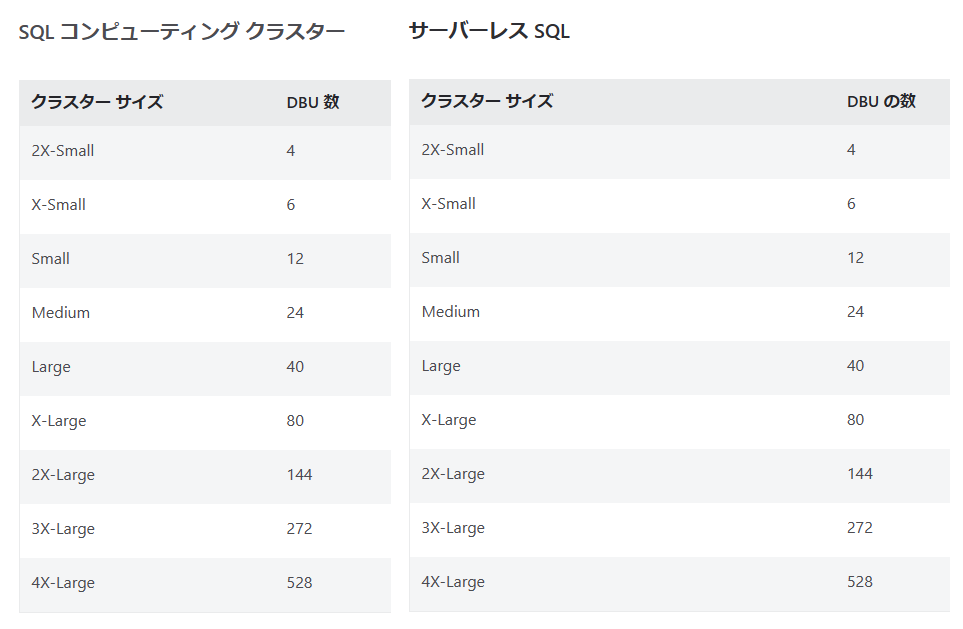 SQL コンピューティング クラスター
クラスター サイズ DBU 数
2X-Small 4
X-Small 6
Small 12
Medium 24
Large 40
X-Large 80
2X-Large 144
3X-Large 272
4X-Large 528
サーバーレス SQL
クラスター サイズ DBU の数
2X-Small 4
X-Small 6
Small 12
Medium 24
Large 40
X-Large 80
2X-Large 144
3X-Large 272
4X-Large 528